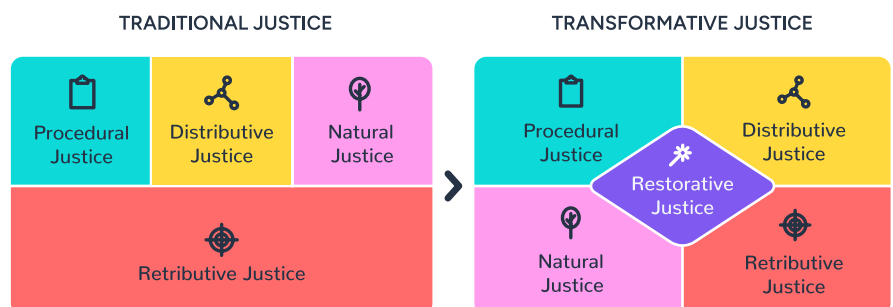 TRADITIONAL JUSTICE
Procedural
Justice
Distributive
Justice
Natural
Justice
Retributive Justice
TRANSFORMATIVE JUSTICE
Procedural
Justice
Distributive
Justice
Restorative
Justice
Natural
Justice
Retributive
Justice